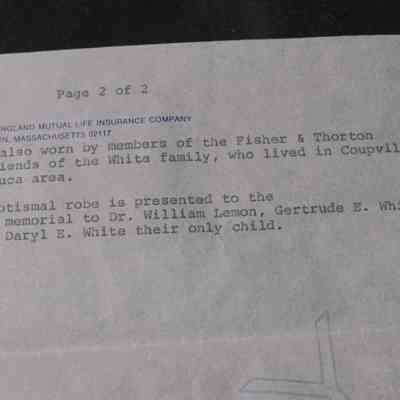 Page 2 of 2
NGLAND MUTUAL LIFE INSURANCE COMPANY
N, MASSACHUSETTS 02117
also worn by members of the Fisher & Thorton
iends of the White family, who lived in Coupvil
uca area.
ptismal robe is presented to the
memorial to Dr. William Lemon, Gertrude E. Whi
Daryl E. White their only child.